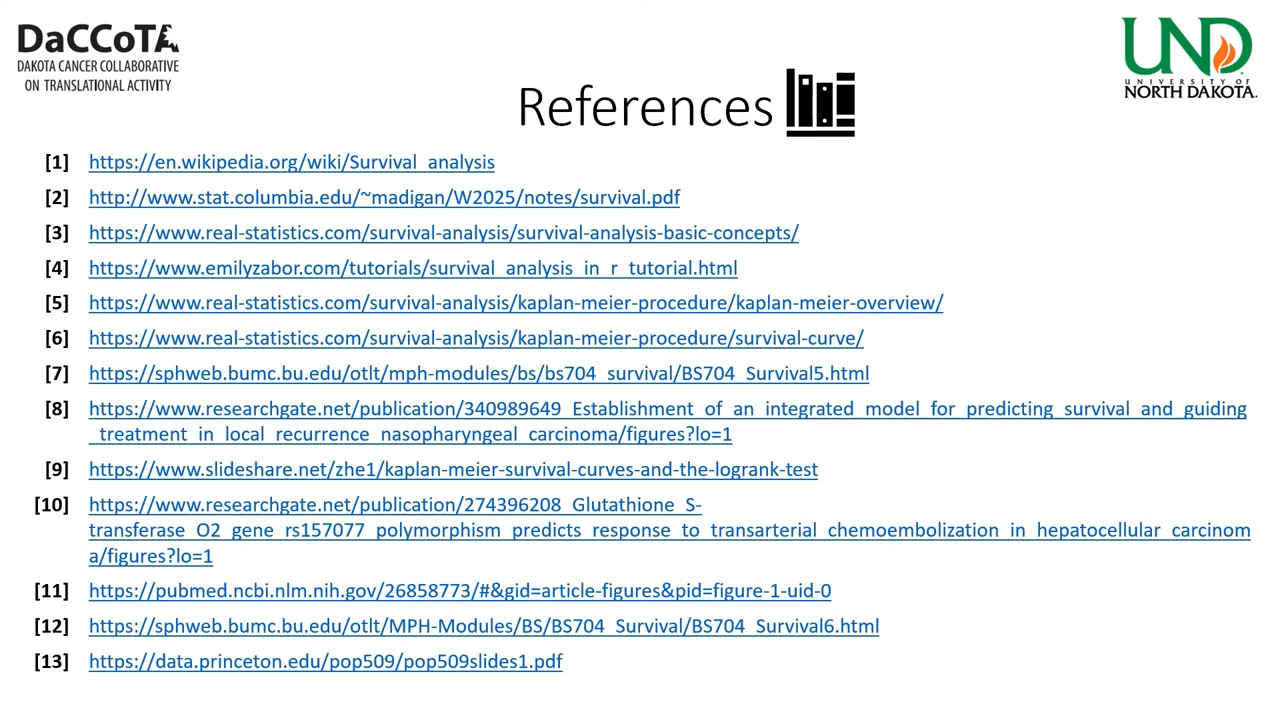 DaCCoTA
DAKOTA CANCER COLLABORATIVE
ON TRANSLATIONAL ACTIVITY
UND
UNIVERSITY OF
NORTH DAKOTA.
References
[1] https://en.wikipedia.org/wiki/Survival_analysis
[2] http://www.stat.columbia.edu/~madigan/W2025/notes/survival.pdf
[3] https://www.real-statistics.com/survival-analysis/survival-analysis-basic-concepts/
[4] https://www.emilyzabor.com/tutorials/survival_analysis_in_r_tutorial.html
[5] https://www.real-statistics.com/survival-analysis/kaplan-meier-procedure/kaplan-meier-overview/
[6] https://www.real-statistics.com/survival-analysis/kaplan-meier-procedure/survival-curve/
[7] https://sphweb.bumc.bu.edu/otlt/mph-modules/bs/bs704_survival/BS704_Survival5.html
[8] https://www.researchgate.net/publication/340989649_Establishment_of_an_integrated_model_for_predicting_survival_and_guiding
_treatment_in_local_recurrence_nasopharyngeal_carcinoma/figures?lo=1
[9] https://www.slideshare.net/zhe1/kaplan-meier-survival-curves-and-the-logrank-test
[10] https://www.researchgate.net/publication/274396208_Glutathione_S-
transferase_O2_gene_rs157077_polymorphism_predicts_response_to_transarterial_chemoembolization_in_hepatocellular_carcinom
a/figures?lo=1
[11] https://pubmed.ncbi.nlm.nih.gov/26858773/#&gid=article-figures&pid=figure-1-uid-0
[12] https://sphweb.bumc.bu.edu/otlt/MPH-Modules/BS/BS704_Survival/BS704_Survival6.html
[13] https://data.princeton.edu/pop509/pop509slides1.pdf